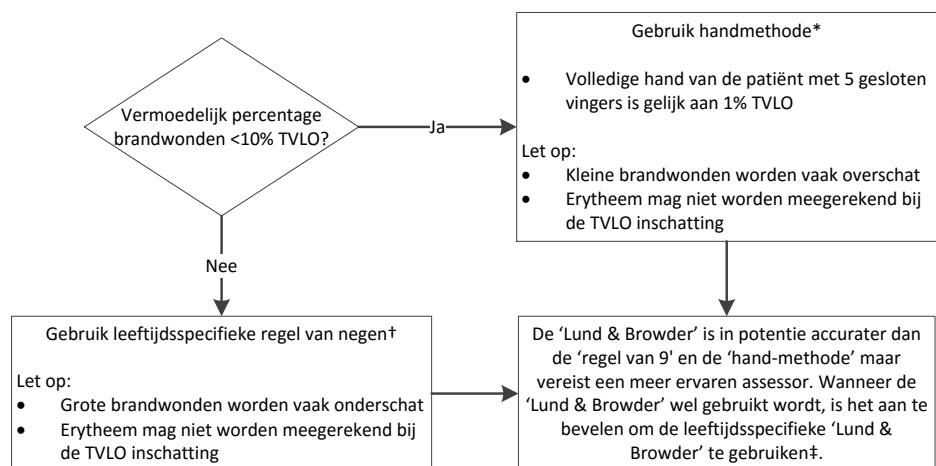 Vermoedelijk percentage
brandwonden <10% TVLO?
Ja
Gebruik handmethode*
• Volledige hand van de patiënt met 5 gesloten
vingers is gelijk aan 1% TVLO
Let op:
• Kleine brandwonden worden vaak overschat
• Erytheem mag niet worden meegerekend bij
de TVLO inschatting
Nee
Gebruik leeftijdsspecifieke regel van negen†
Let op:
• Grote brandwonden worden vaak onderschat
• Erytheem mag niet worden meegerekend bij
de TVLO inschatting
De ‘Lund & Browder’ is in potentie accurater dan
de ‘regel van 9' en de ‘hand-methode’ maar
vereist een meer ervaren assessor. Wanneer de
‘Lund & Browder’ wel gebruikt wordt, is het aan te
bevelen om de leeftijdsspecifieke ‘Lund &
Browder’ te gebruiken‡.